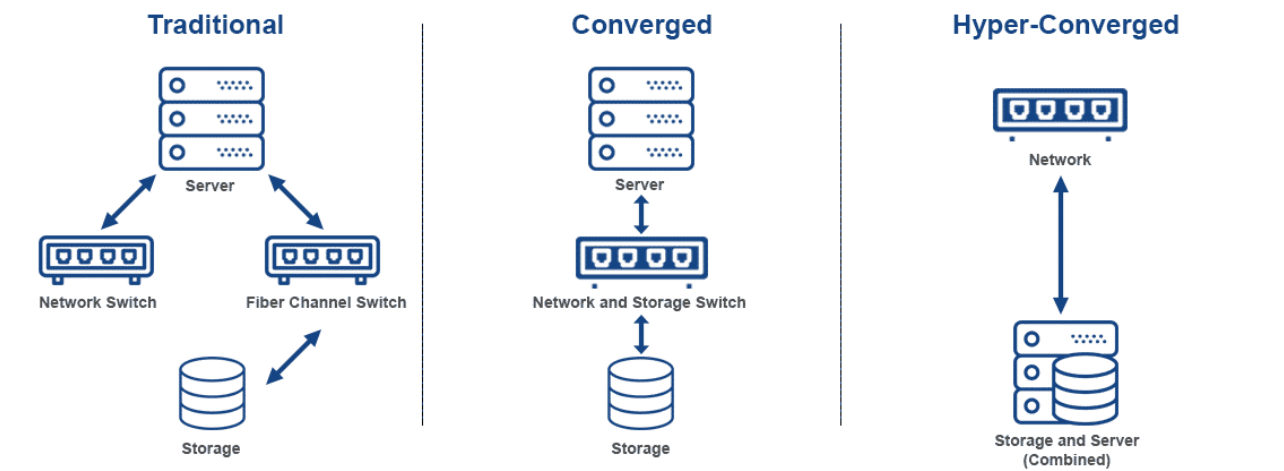 Traditional
Server
Network Switch
Fiber Channel Switch
Storage
Converged
Server
Network and Storage Switch
Storage
Hyper-Converged
Network
Storage and Server
(Combined)